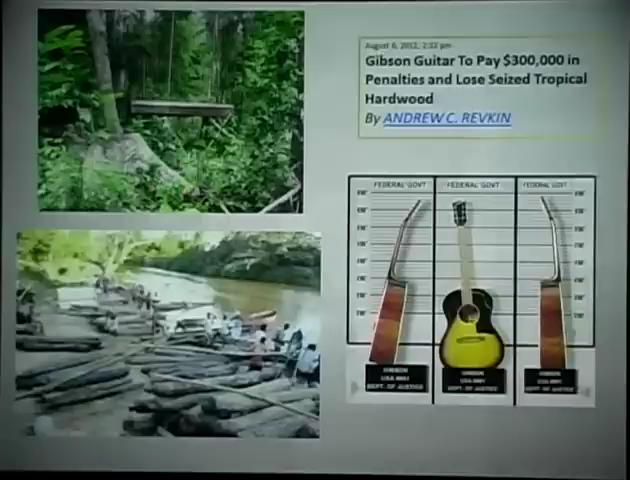 August 6, 2012, 2:32 pm
Gibson Guitar To Pay $300,000 in
Penalties and Lose Seized Tropical
Hardwood
By ANDREW C. REVKIN
FEDERAL GOVT
FEDERAL GOVT
FEDERAL GOVT
GIBSON
DEPT. OF JUSTICE
GIBSON
DEPT. OF JUSTICE
GIBSON
DEPT. OF JUSTICE